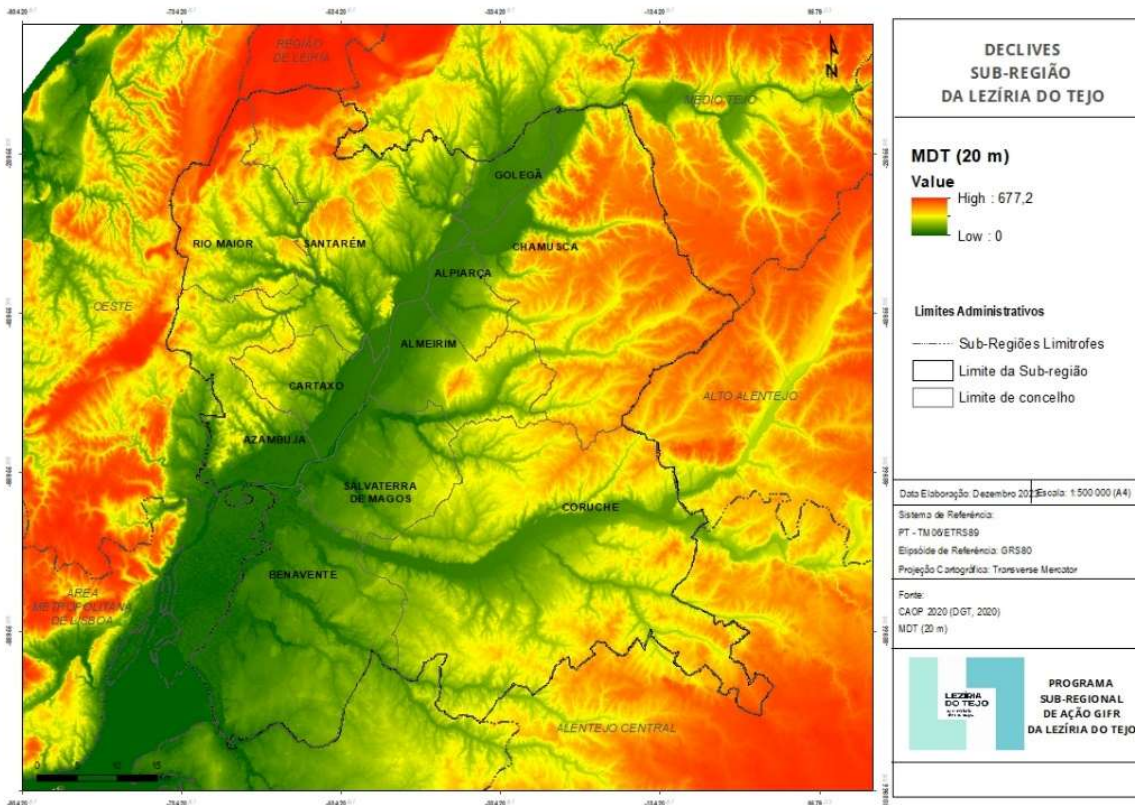 REGIÃO
DE LEIRIA
MÉDIO TEJO
GOLEGÃ
RIO MAIOR
SANTARÉM
CHAMUSCA
ALPIARÇA
OESTE
ALMEIRIM
CARTAXO
ALTO ALENTEJO
AZAMBUJA
SALVATERRA
DE MAGOS
CORUCHE
BENAVENTE
ÁREA
METROPOLITANA
DE LISBOA
ALENTEJO CENTRAL
N
0 5 10 15
DECLIVES
SUB-REGIÃO
DA LEZÍRIA DO TEJO
MDT (20 m)
Value
High : 677,2
Low : 0
Limites Administrativos
Sub-Regiões Limitrofes
Limite da Sub-região
Limite de concelho
Data Elaboração: Dezembro Escala: 1:500 000 (A4)
Sistema de Referência:
PT - TM06/ETRS89
Elipsóide de Referência: GRS80
Projeção Cartográfica: Transverse Mercator
Fonte:
CAOP 2020 (DGT, 2020)
MDT (20 m)
LEZÍRIA
DO TEJO
PROGRAMA
SUB-REGIONAL
DE AÇÃO GIFR
DA LEZÍRIA DO TEJO